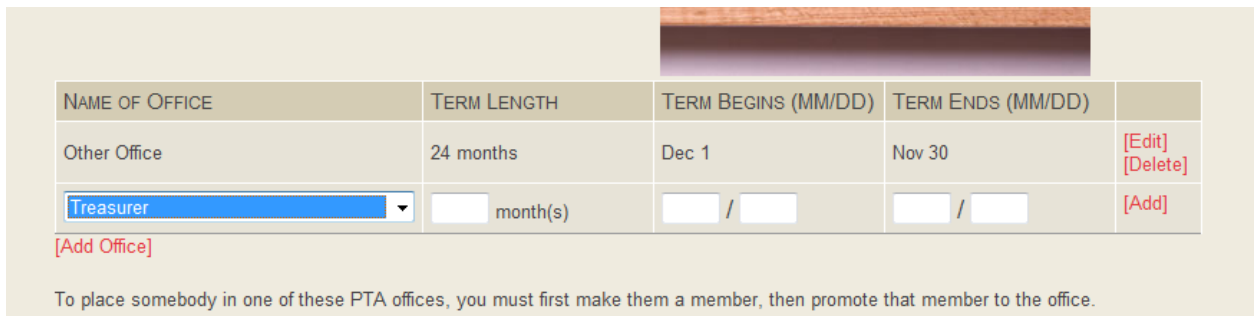 NAME OF OFFICE TERM LENGTH TERM BEGINS (MM/DD) TERM ENDS (MM/DD)
Other Office 24 months Dec 1 Nov 30 [Edit]
[Delete]
Treasurer month(s) / / [Add]
[Add Office]
To place somebody in one of these PTA offices, you must first make them a member, then promote that member to the office.